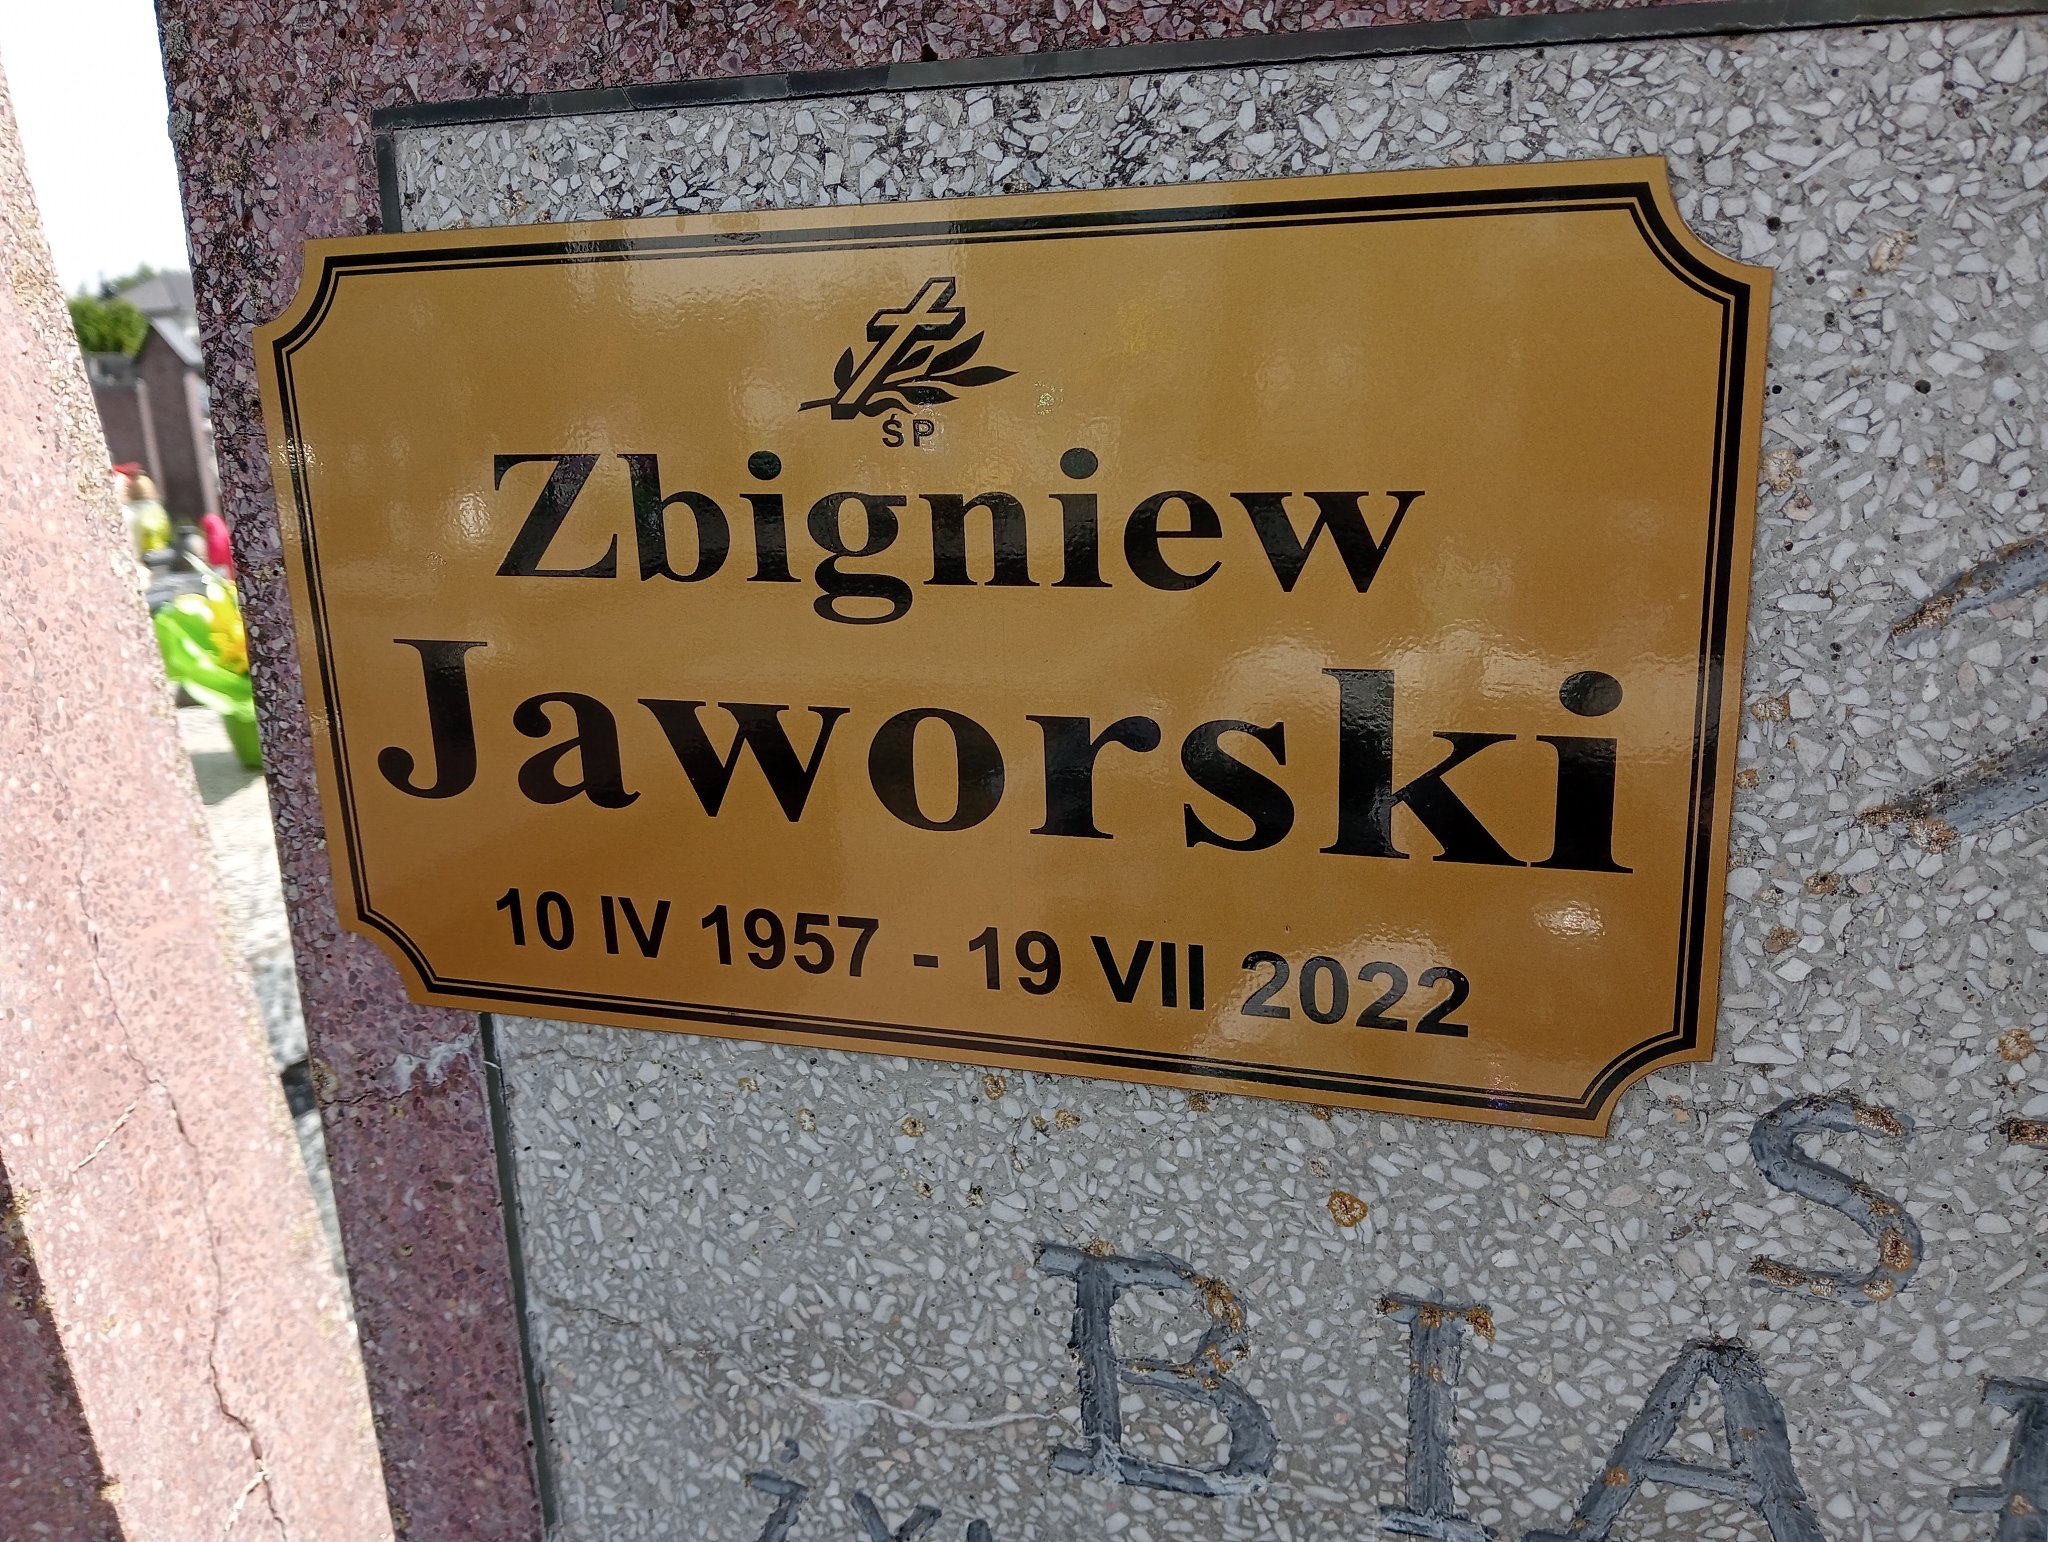 ŚP
Zbigniew
Jaworski
10 IV 1957 - 19 VII 2022